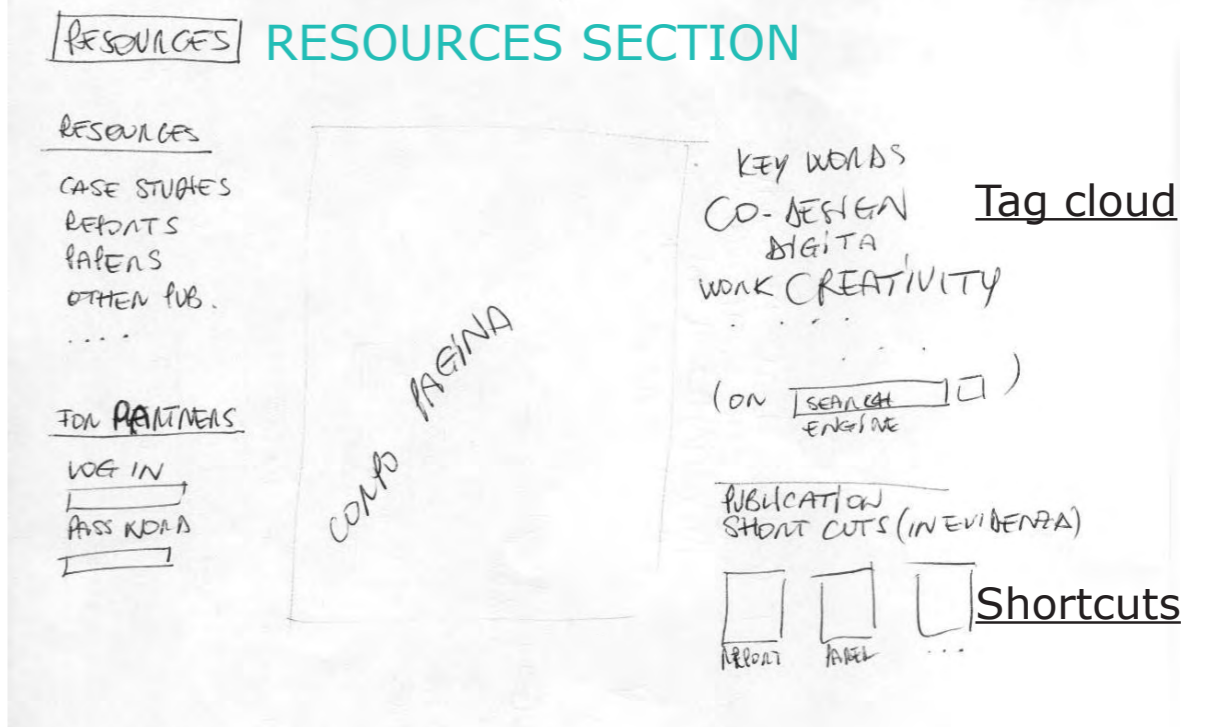 RESOURCES RESOURCES SECTION
RESOURCES
CASE STUDIES
REPORTS
PAPERS
OTHER PUB.
....
FOR PARTNERS
LOG IN
PASSWORD
CORPO PAGINA
KEY WORDS
CO-DESIGN
DIGITA
WORK CREATIVITY
....
...
Tag cloud
(OR SEARCH )
ENGINE
PUBLICATION
SHORT CUTS (IN EVIDENZA)
REPORT PAPER ...
Shortcuts